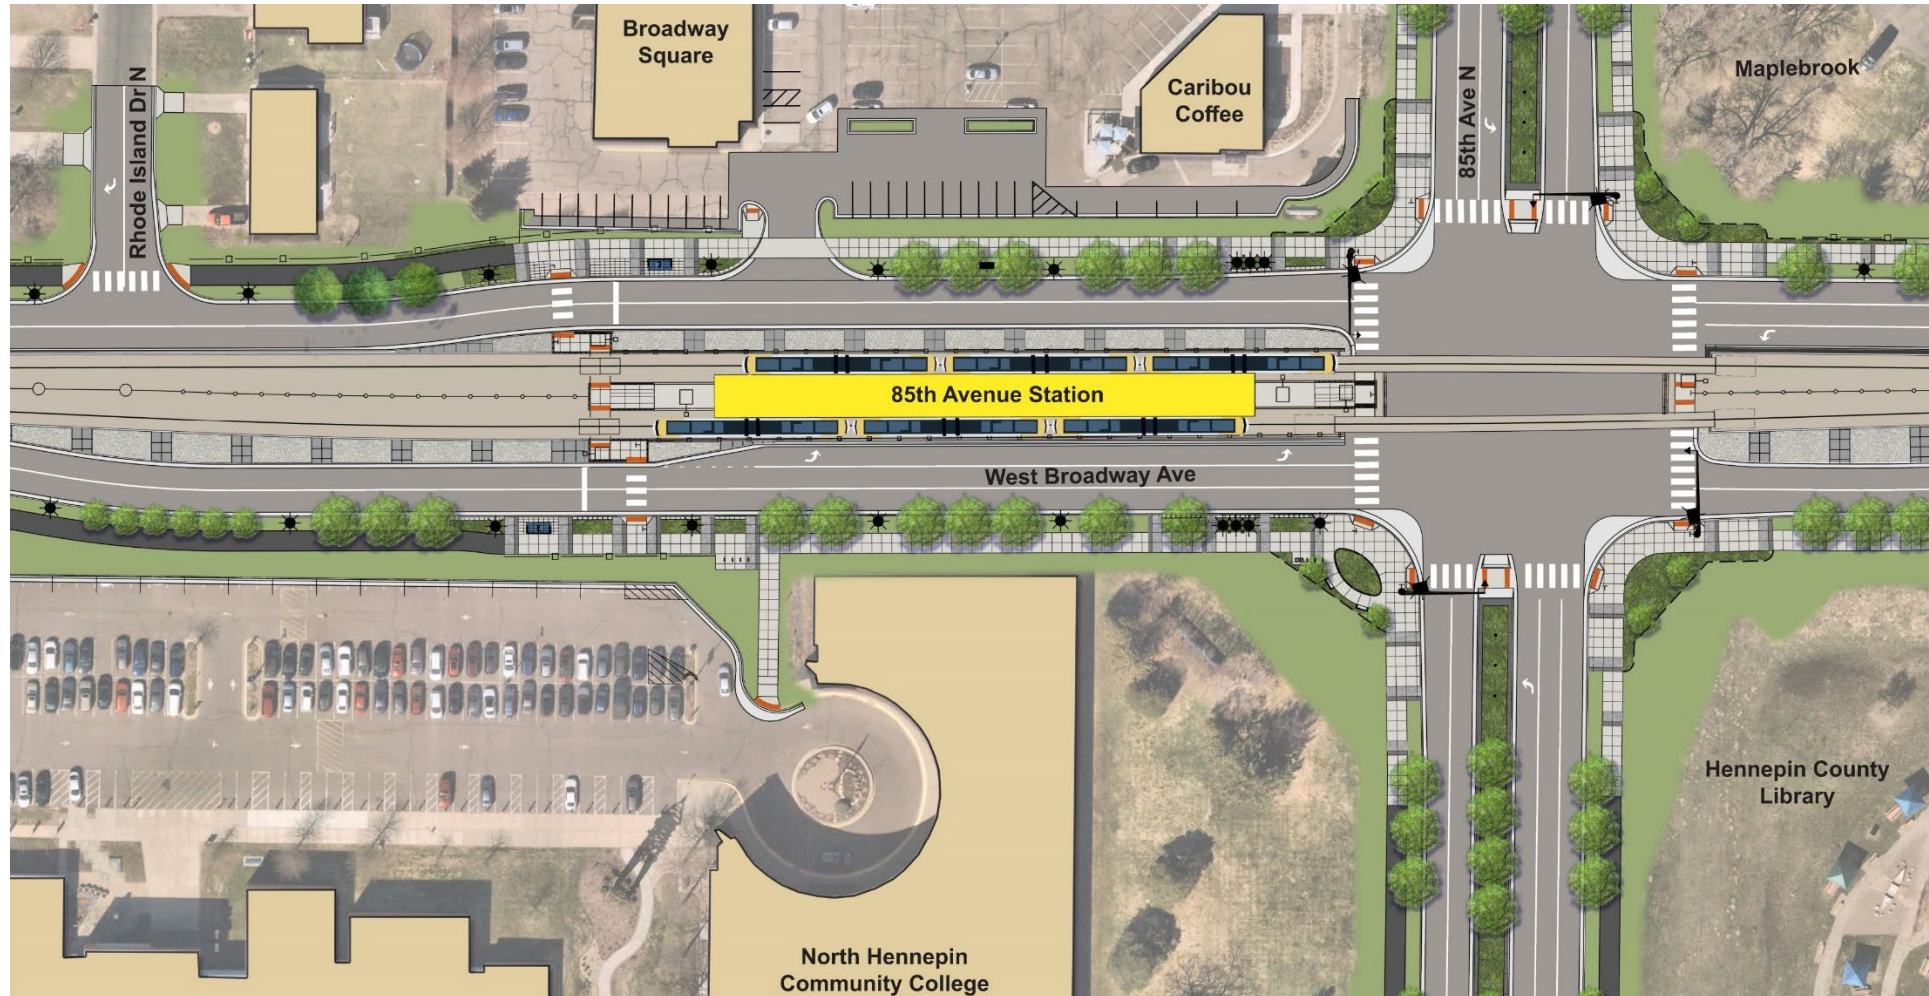 Broadway
Square
Caribou
Coffee
Maplebrook
Rhode Island Dr N
85th Ave N
85th Avenue Station
West Broadway Ave
Hennepin County
Library
North Hennepin
Community College